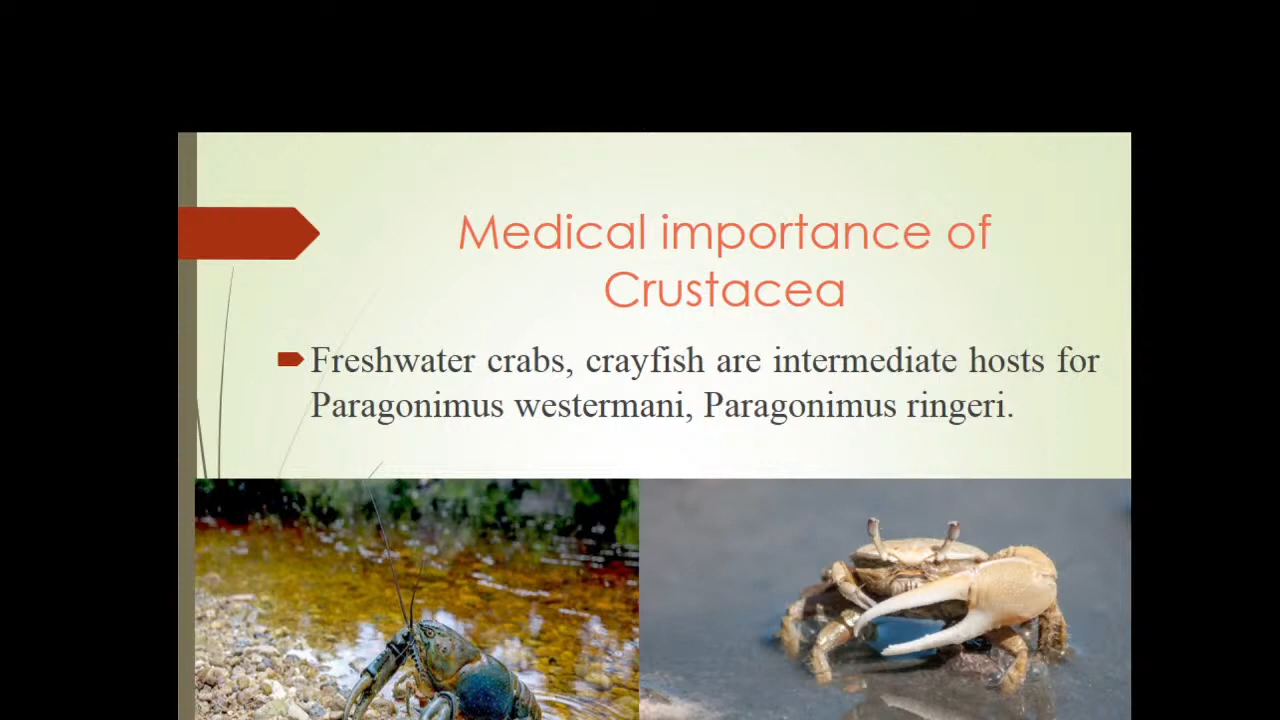 Medical importance of
Crustacea
Freshwater crabs, crayfish are intermediate hosts for
Paragonimus westermani, Paragonimus ringeri.